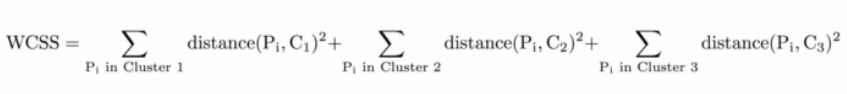 WCSS = ∑ distance(Pᵢ, C₁)² + ∑ distance(Pᵢ, C₂)² + ∑ distance(Pᵢ, C₃)²
Pᵢ in Cluster 1 Pᵢ in Cluster 2 Pᵢ in Cluster 3